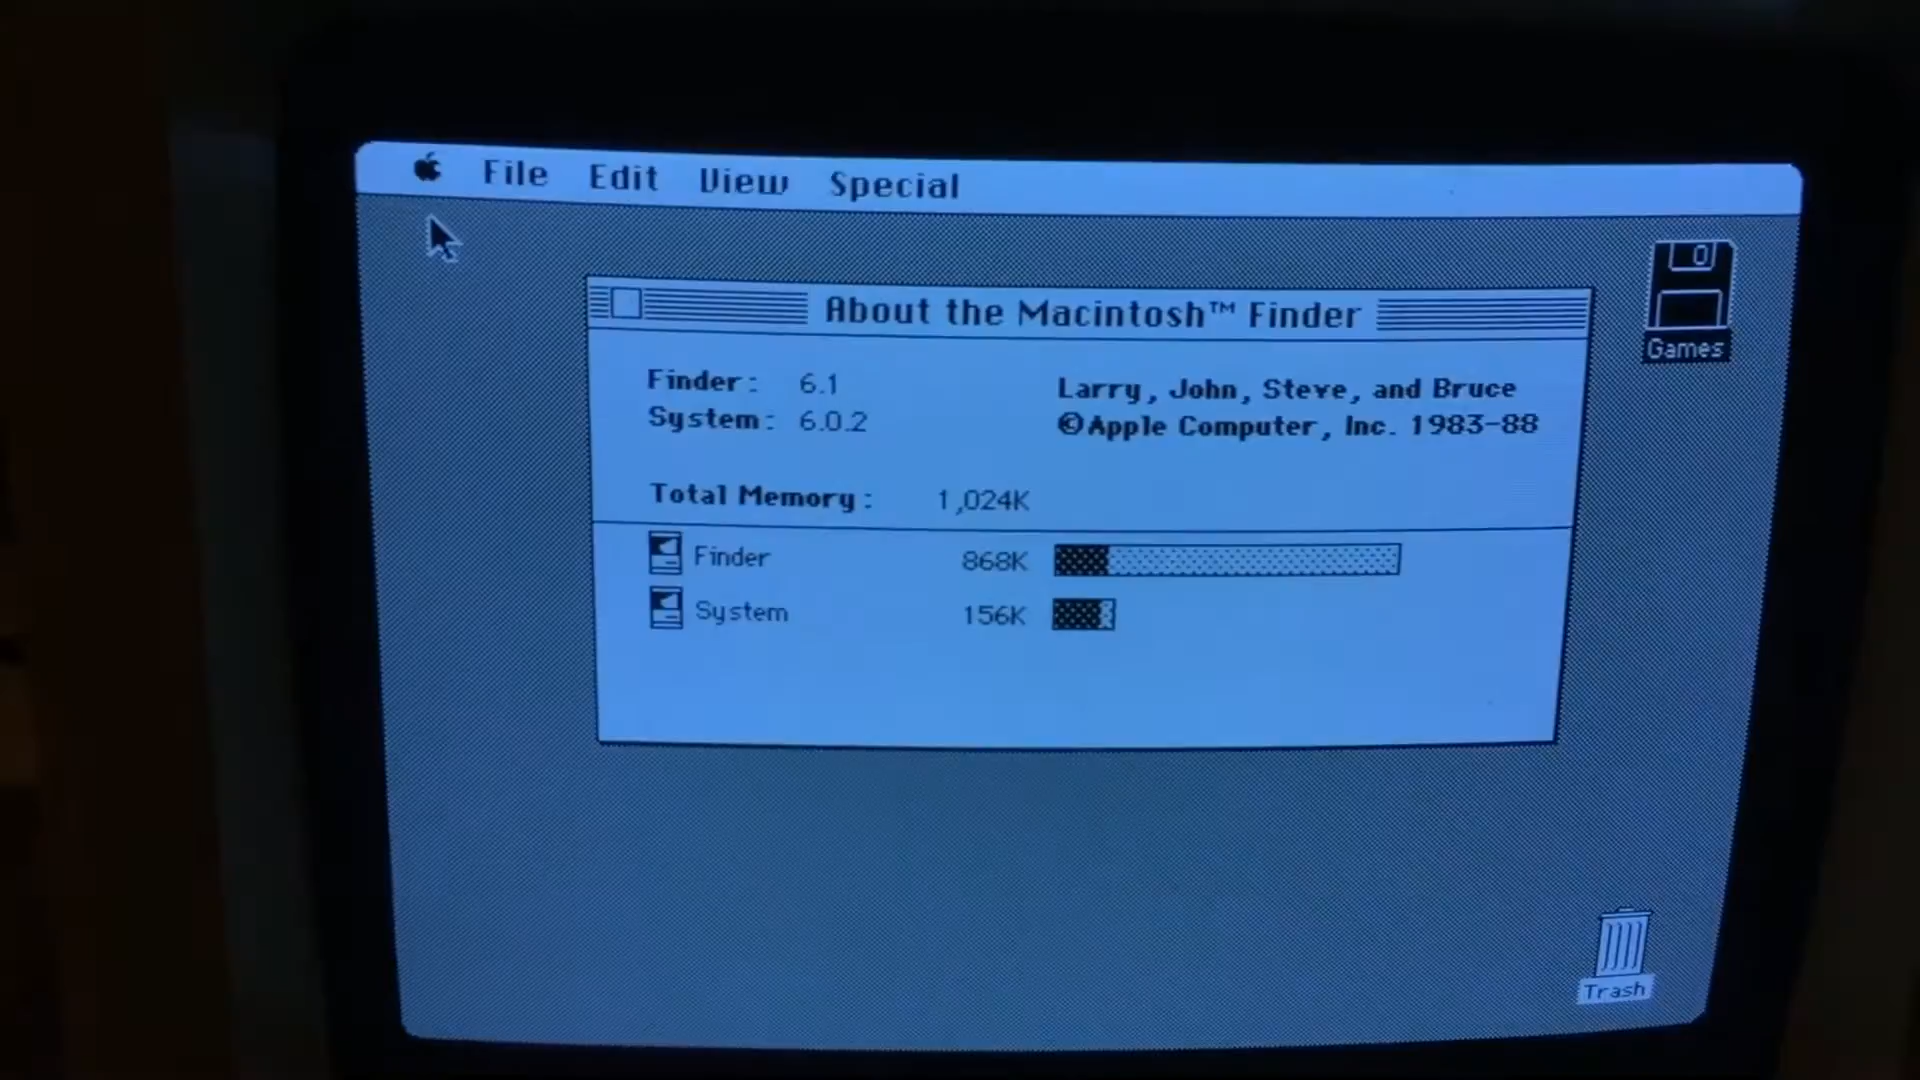 File Edit View Special
About the Macintosh™ Finder
Finder: 6.1
System: 6.0.2
Larry, John, Steve, and Bruce
©Apple Computer, Inc. 1983-88
Total Memory: 1,024K
Finder 868K
System 156K
Games
Trash